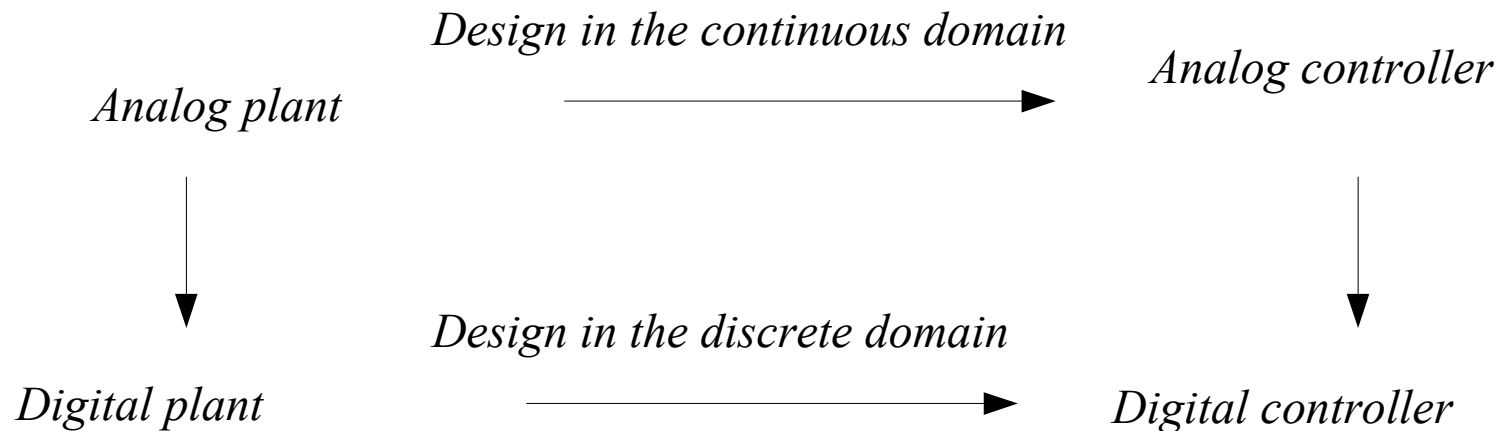 Design in the continuous domain
Analog controller
Analog plant
Design in the discrete domain
Digital plant
Digital controller